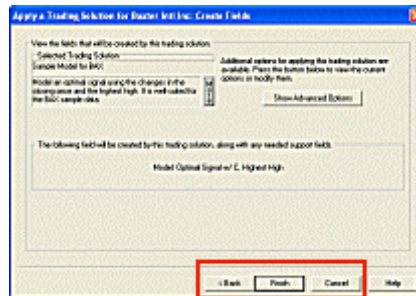 Apply a Trading Solution for Baxter Intl Inc: Create Fields
View the fields that will be created by this trading solution.
Selected Trading Solution
Sample Model for BAX
Model an optimal signal using the changes in the
closing price and the highest high. It is well-suited for
the BAX sample data.
Additional options for applying this trading solution are
available. Press the button below to view the current
options or modify them.
Show Advanced Options
The following field will be created by this trading solution, along with any needed support fields.
Model: Optimal Signal w/ C, Highest High
< Back
Finish
Cancel
Help